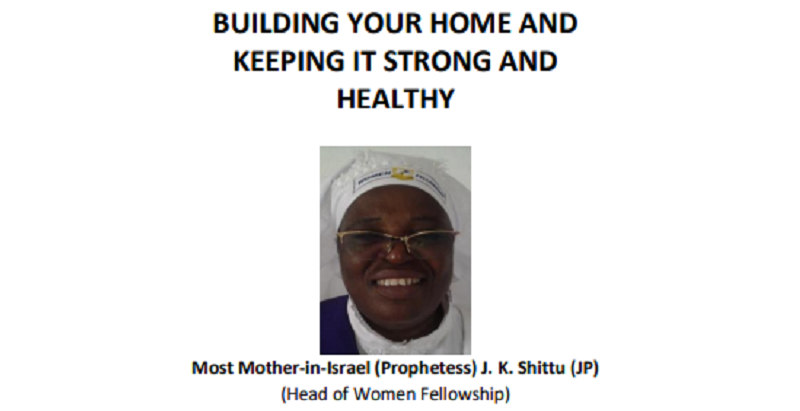 BUILDING YOUR HOME AND
KEEPING IT STRONG AND
HEALTHY
Most Mother-in-Israel (Prophetess) J. K. Shittu (JP)
(Head of Women Fellowship)